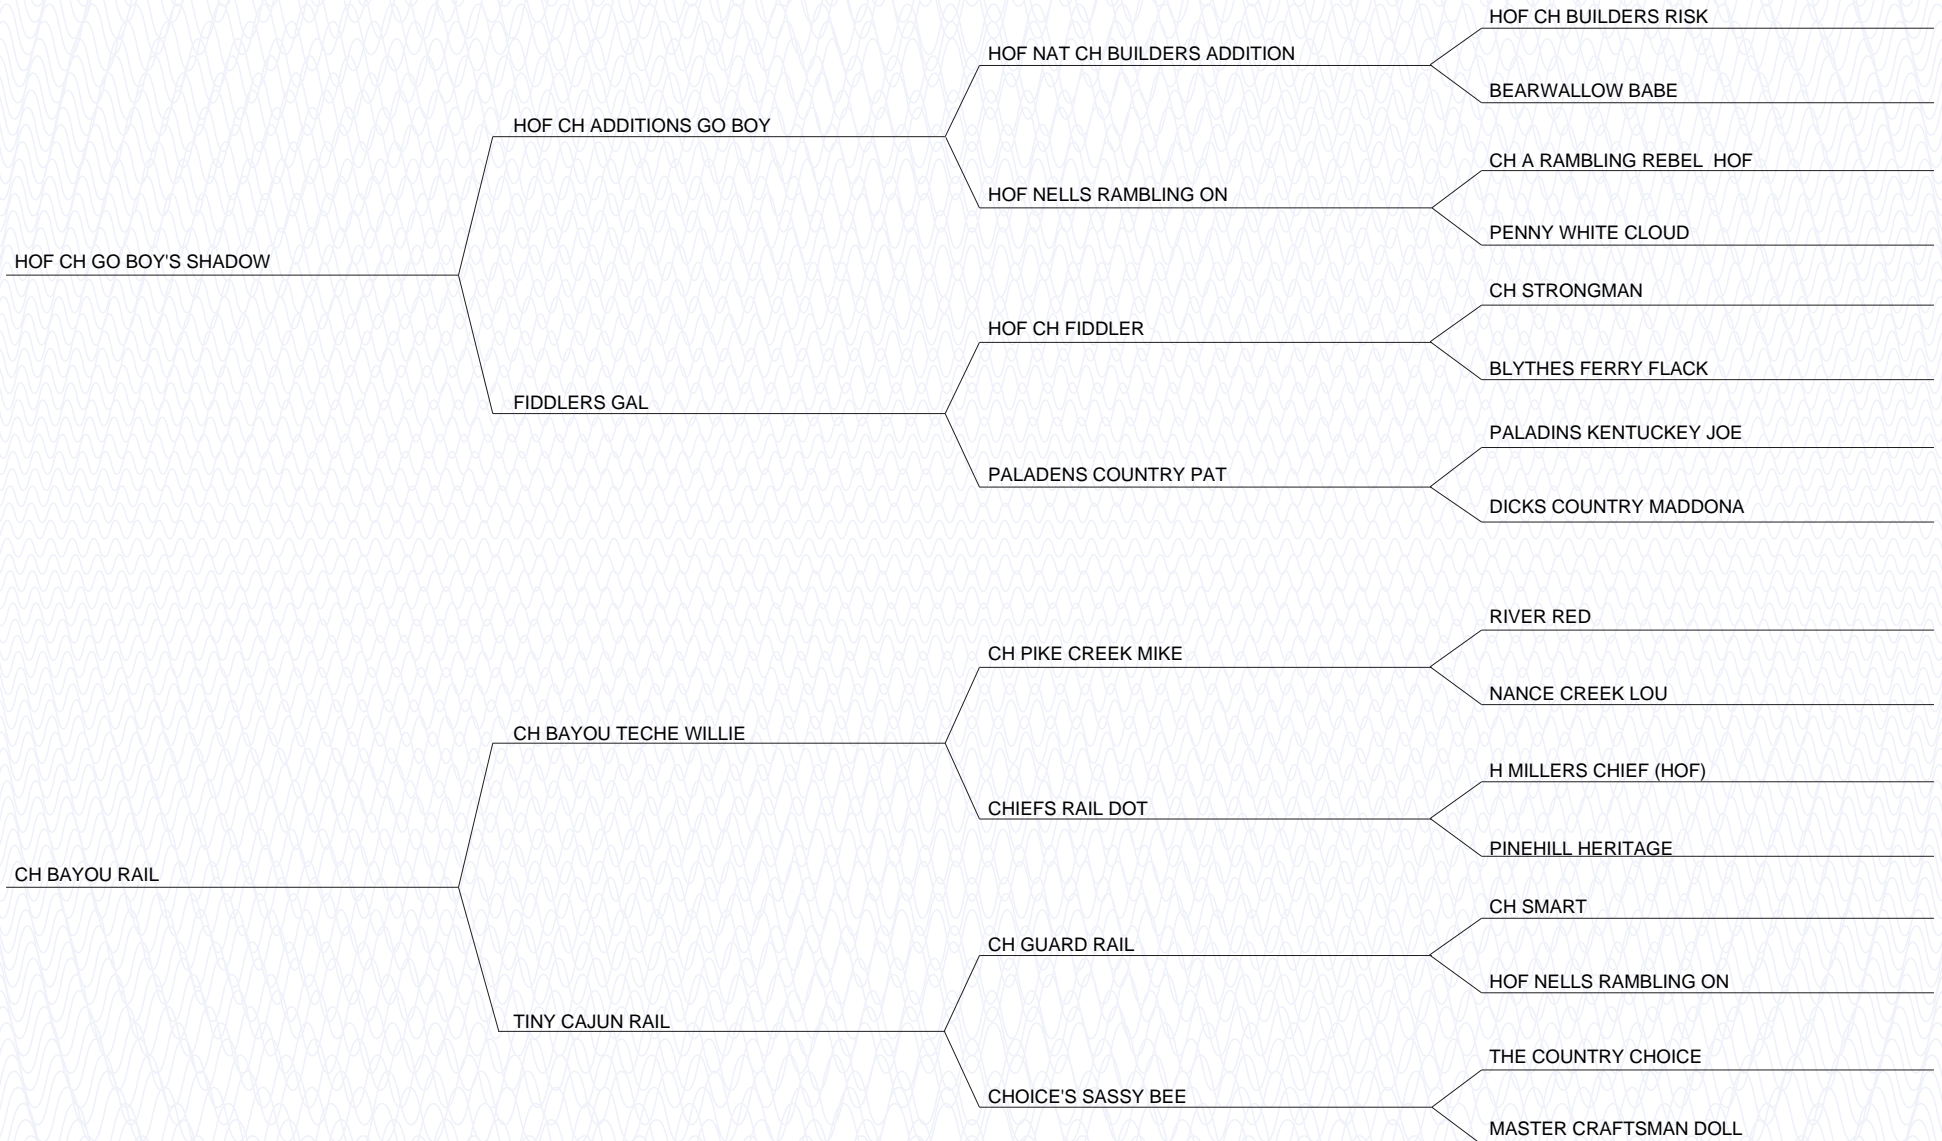 HOF CH BUILDERS RISK
HOF NAT CH BUILDERS ADDITION
BEARWALLOW BABE
HOF CH ADDITIONS GO BOY
CH A RAMBLING REBEL  HOF
HOF NELLS RAMBLING ON
PENNY WHITE CLOUD
HOF CH GO BOY'S SHADOW
CH STRONGMAN
HOF CH FIDDLER
BLYTHES FERRY FLACK
FIDDLERS GAL
PALADINS KENTUCKEY JOE
PALADENS COUNTRY PAT
DICKS COUNTRY MADDONA
RIVER RED
CH PIKE CREEK MIKE
NANCE CREEK LOU
CH BAYOU TECHE WILLIE
H MILLERS CHIEF (HOF)
CHIEFS RAIL DOT
PINEHILL HERITAGE
CH BAYOU RAIL
CH SMART
CH GUARD RAIL
HOF NELLS RAMBLING ON
TINY CAJUN RAIL
THE COUNTRY CHOICE
CHOICE'S SASSY BEE
MASTER CRAFTSMAN DOLL